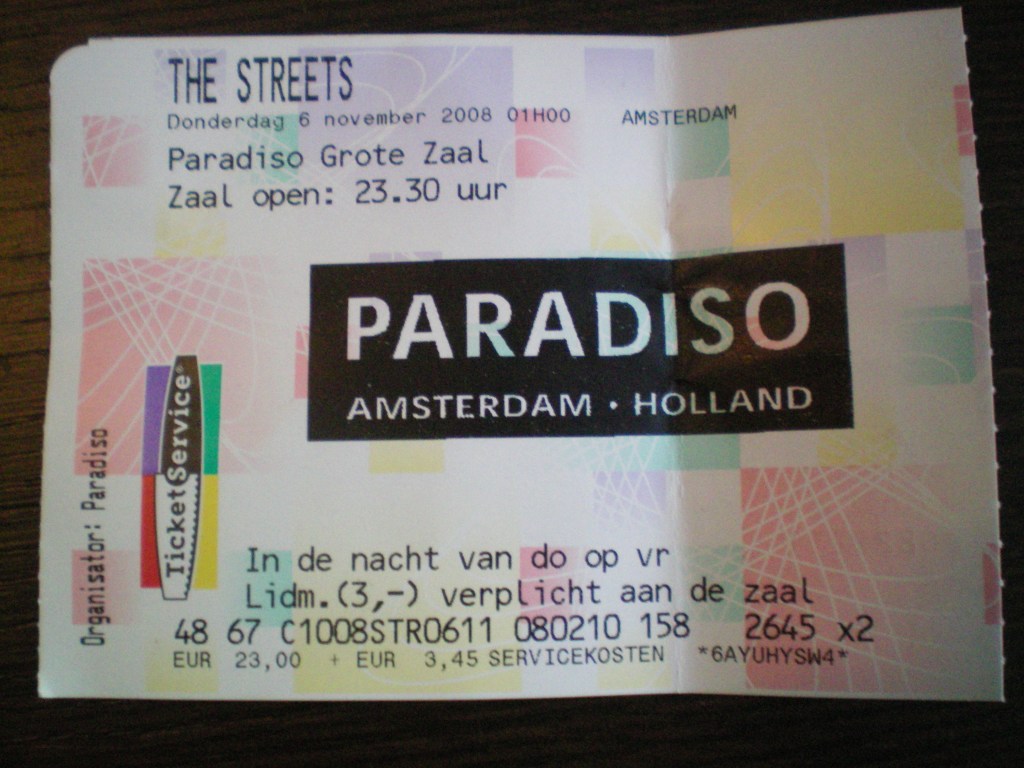 THE STREETS
Donderdag 6 november 2008 01H00 AMSTERDAM
Paradiso Grote Zaal
Zaal open: 23.30 uur
PARADISO
AMSTERDAM · HOLLAND
TicketService®
Organisator: Paradiso
In de nacht van do op vr
Lidm.(3,-) verplicht aan de zaal
48 67 C1008STR0611 080210 158 2645 x2
EUR 23,00 + EUR 3,45 SERVICEKOSTEN *6AYUHYSW4*